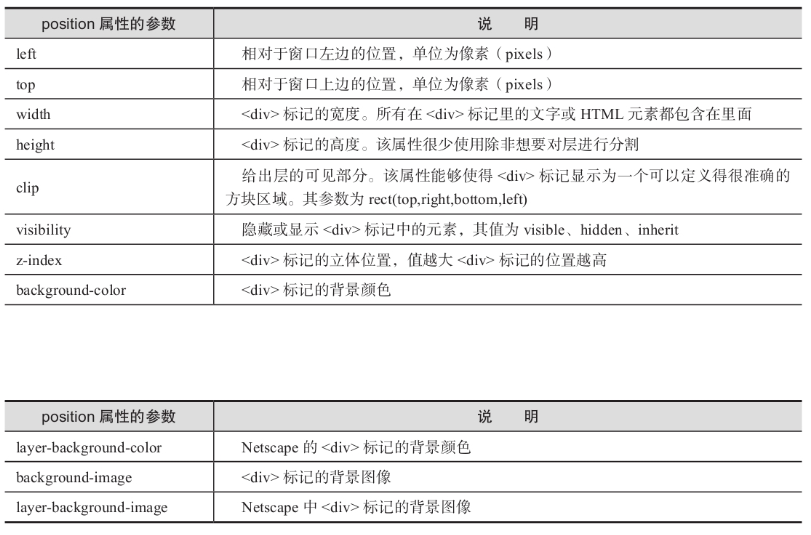 position 属性的参数 说 明
left 相对于窗口左边的位置，单位为像素（pixels）
top 相对于窗口上边的位置，单位为像素（pixels）
width <div> 标记的宽度。所有在 <div> 标记里的文字或 HTML 元素都包含在里面
height <div> 标记的高度。该属性很少使用除非想要对层进行分割
clip 给出层的可见部分。该属性能够使得 <div> 标记显示为一个可以定义得很准确的
方块区域。其参数为 rect(top,right,bottom,left)
visibility 隐藏或显示 <div> 标记中的元素，其值为 visible、hidden、inherit
z-index <div> 标记的立体位置，值越大 <div> 标记的位置越高
background-color <div> 标记的背景颜色
position 属性的参数 说 明
layer-background-color Netscape 的 <div> 标记的背景颜色
background-image <div> 标记的背景图像
layer-background-image Netscape 中 <div> 标记的背景图像